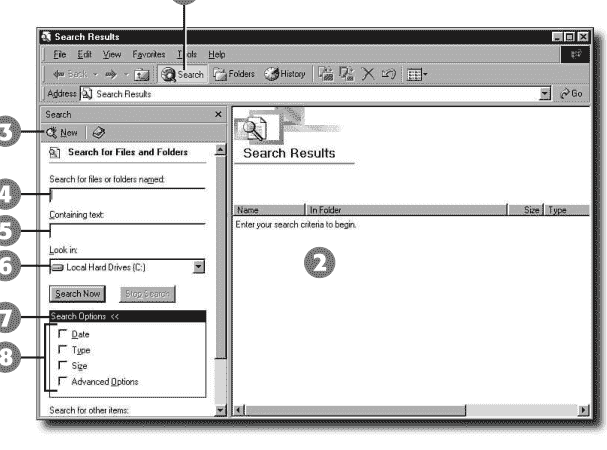 Search Results
File Edit View Favorites Tools Help
Back Search Folders History
Address Search Results Go
Search
3 New
Search for Files and Folders
Search Results
4 Search for files or folders named:
Name In Folder Size Type
5 Containing text:
Enter your search criteria to begin.
2
6 Look in:
Local Hard Drives (C:)
Search Now Stop Search
7 Search Options <<
8 Date
Type
Size
Advanced Options
Search for other items: